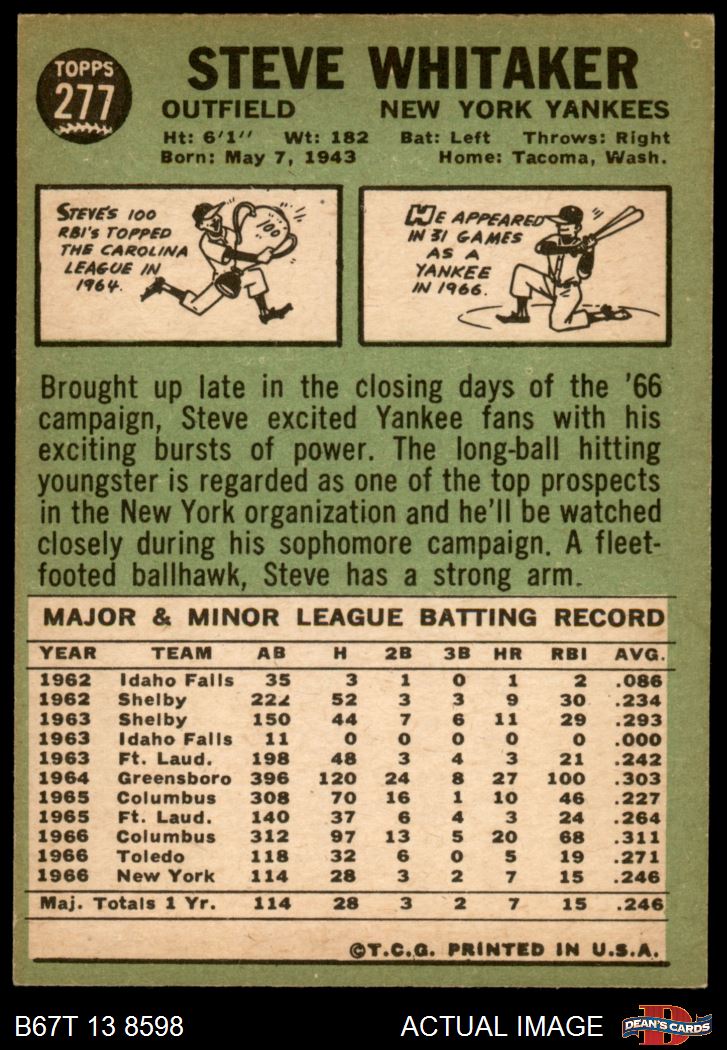 TOPPS
277
STEVE WHITAKER
OUTFIELD NEW YORK YANKEES
Ht: 6'1" Wt: 182 Bat: Left Throws: Right
Born: May 7, 1943 Home: Tacoma, Wash.
STEVE'S 100
RBI'S TOPPED
THE CAROLINA
LEAGUE IN
1964.
100
HE APPEARED
IN 31 GAMES
AS A
YANKEE
IN 1966.
Brought up late in the closing days of the '66
campaign, Steve excited Yankee fans with his
exciting bursts of power. The long-ball hitting
youngster is regarded as one of the top prospects
in the New York organization and he'll be watched
closely during his sophomore campaign. A fleet-
footed ballhawk, Steve has a strong arm.
MAJOR & MINOR LEAGUE BATTING RECORD
YEAR TEAM AB H 2B 3B HR RBI AVG.
1962 Idaho Falls 35 3 1 0 1 2 .086
1962 Shelby 222 52 3 3 9 30 .234
1963 Shelby 150 44 7 6 11 29 .293
1963 Idaho Falls 11 0 0 0 0 0 .000
1963 Ft. Laud. 198 48 3 4 3 21 .242
1964 Greensboro 396 120 24 8 27 100 .303
1965 Columbus 308 70 16 1 10 46 .227
1965 Ft. Laud. 140 37 6 4 3 24 .264
1966 Columbus 312 97 13 5 20 68 .311
1966 Toledo 118 32 6 0 5 19 .271
1966 New York 114 28 3 2 7 15 .246
Maj. Totals 1 Yr. 114 28 3 2 7 15 .246
©T.C.G. PRINTED IN U.S.A.
B67T 13 8598 ACTUAL IMAGE
D
DEAN'S CARDS